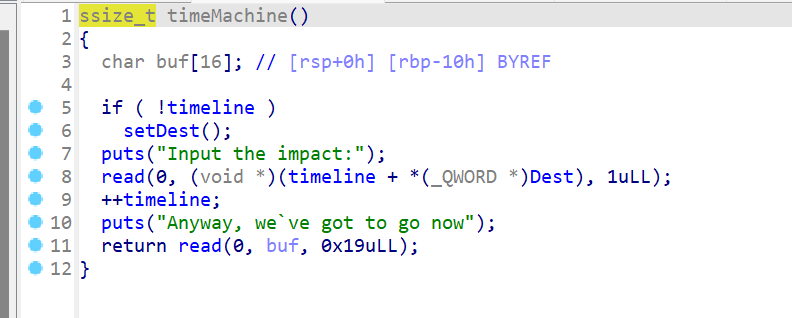 1 ssize_t timeMachine()
2 {
3   char buf[16]; // [rsp+0h] [rbp-10h] BYREF
4
5   if ( !timeline )
6     setDest();
7   puts("Input the impact:");
8   read(0, (void *)(timeline + *(_QWORD *)Dest), 1uLL);
9   ++timeline;
10   puts("Anyway, we`ve got to go now");
11   return read(0, buf, 0x19uLL);
12 }